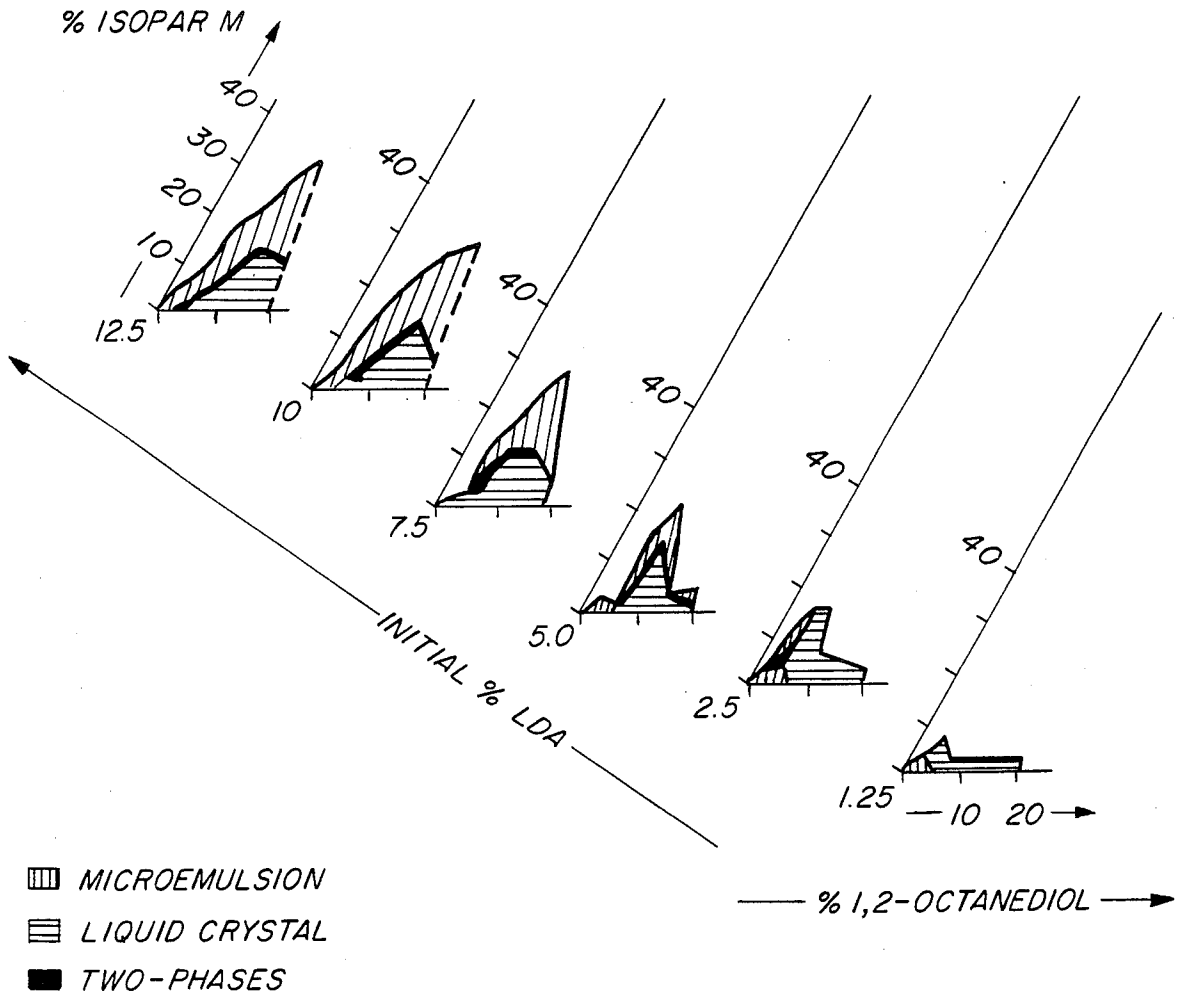 % ISOPAR M
40
30
20
10
12.5
40
10
40
7.5
40
5.0
40
2.5
40
1.25
10 20
INITIAL % LDA
% 1,2-OCTANEDIOL
MICROEMULSION
LIQUID CRYSTAL
TWO-PHASES